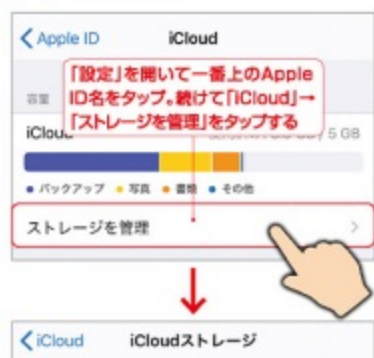 Apple ID
iCloud
「設定」を開いて一番上のApple
ID名をタップ。続けて「iCloud」→
「ストレージを管理」をタップする
容量
iCloud
5 GB
バックアップ 写真 書類 その他
ストレージを管理
iCloud
iCloudストレージ